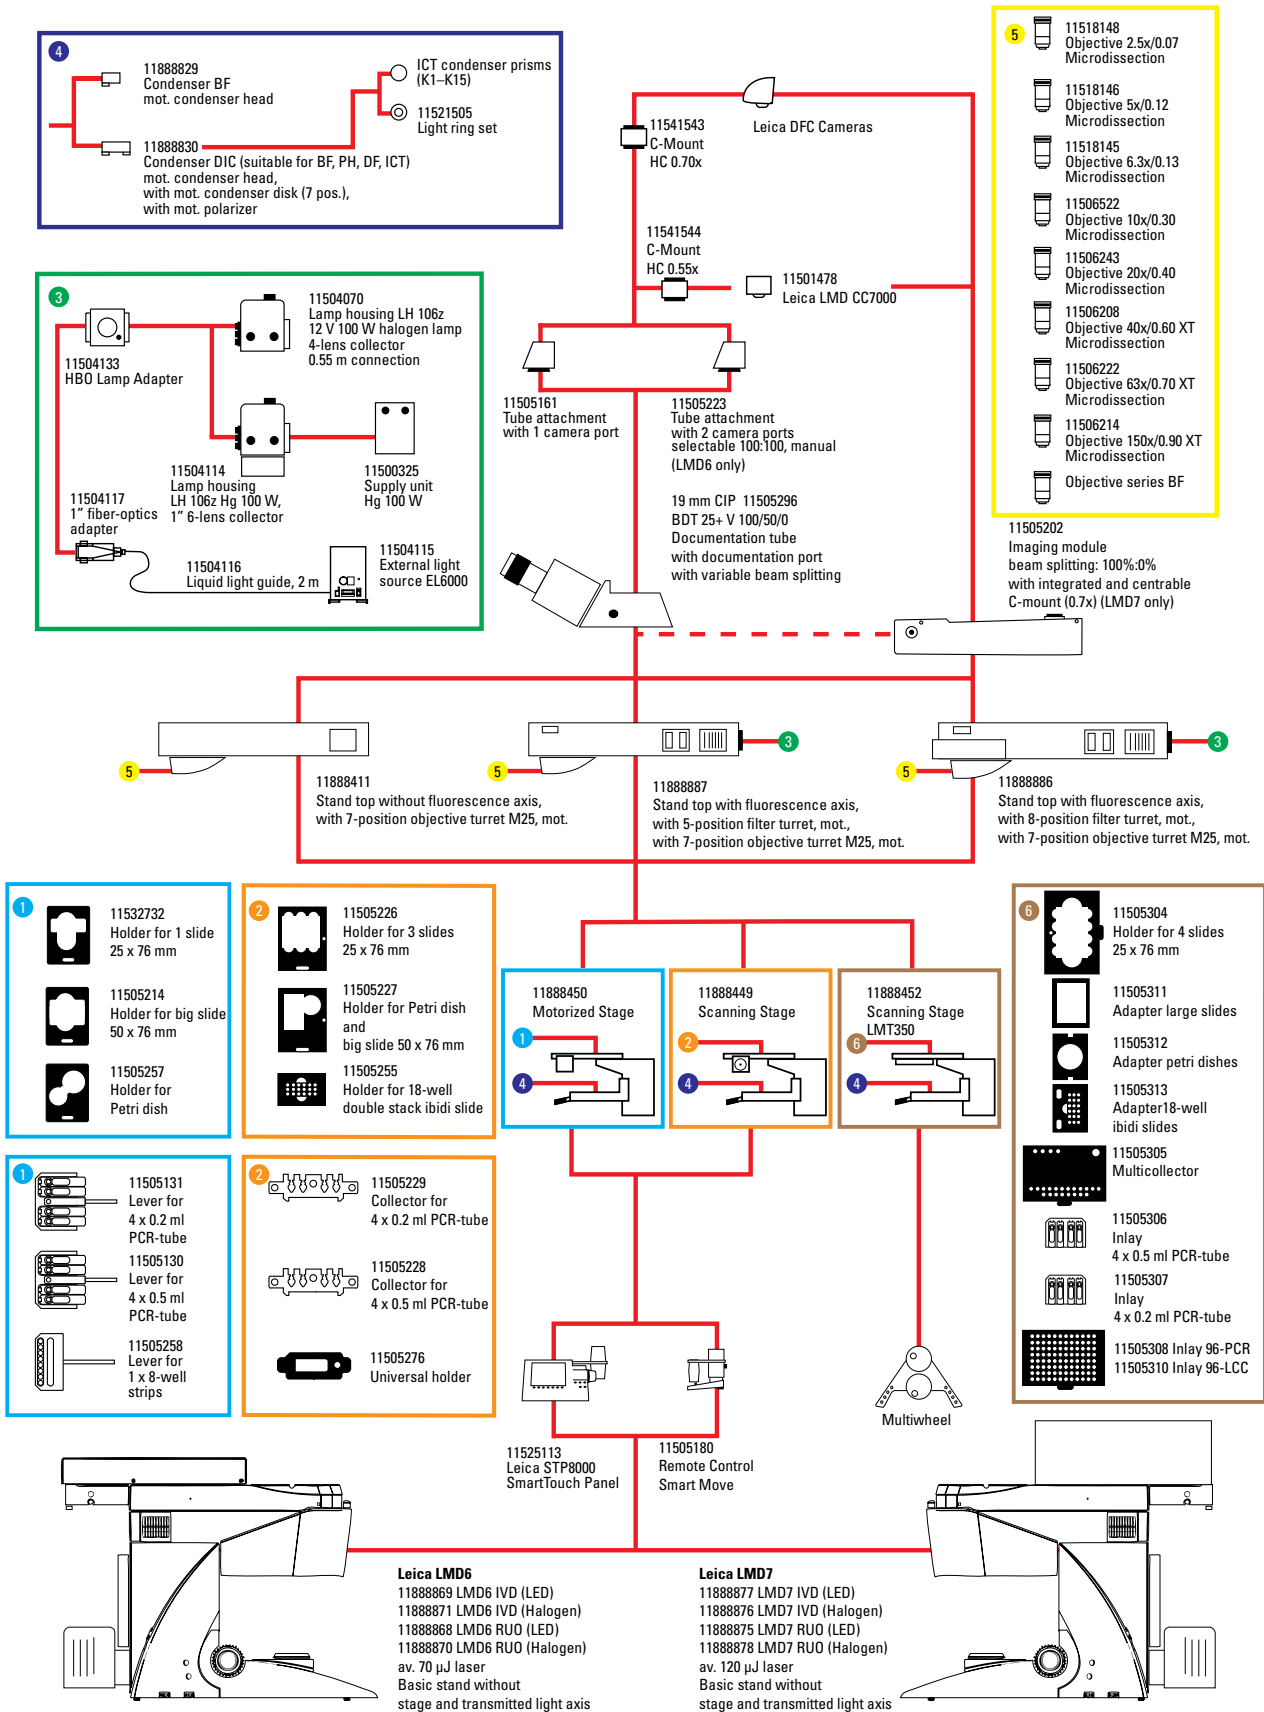 4
11888829
Condenser BF
mot. condenser head
ICT condenser prisms
(K1–K15)
11521505
Light ring set
11888830
Condenser DIC (suitable for BF, PH, DF, ICT)
mot. condenser head,
with mot. condenser disk (7 pos.),
with mot. polarizer
11541543
C-Mount
HC 0.70x
Leica DFC Cameras
11541544
C-Mount
HC 0.55x
11501478
Leica LMD CC7000
5
11518148
Objective 2.5x/0.07
Microdissection
11518146
Objective 5x/0.12
Microdissection
11518145
Objective 6.3x/0.13
Microdissection
11506522
Objective 10x/0.30
Microdissection
11506243
Objective 20x/0.40
Microdissection
11506208
Objective 40x/0.60 XT
Microdissection
11506222
Objective 63x/0.70 XT
Microdissection
11506214
Objective 150x/0.90 XT
Microdissection
Objective series BF
3
11504070
Lamp housing LH 106z
12 V 100 W halogen lamp
4-lens collector
0.55 m connection
11504133
HBO Lamp Adapter
11504114
Lamp housing
LH 106z Hg 100 W,
1” 6-lens collector
11500325
Supply unit
Hg 100 W
11504117
1” fiber-optics
adapter
11504116
Liquid light guide, 2 m
11504115
External light
source EL6000
11505161
Tube attachment
with 1 camera port
11505223
Tube attachment
with 2 camera ports
selectable 100:100, manual
(LMD6 only)
19 mm CIP 11505296
BDT 25+ V 100/50/0
Documentation tube
with documentation port
with variable beam splitting
11505202
Imaging module
beam splitting: 100%:0%
with integrated and centrable
C-mount (0.7x) (LMD7 only)
5
11888411
Stand top without fluorescence axis,
with 7-position objective turret M25, mot.
5
3
11888887
Stand top with fluorescence axis,
with 5-position filter turret, mot.,
with 7-position objective turret M25, mot.
5
3
11888886
Stand top with fluorescence axis,
with 8-position filter turret, mot.,
with 7-position objective turret M25, mot.
1
11532732
Holder for 1 slide
25 x 76 mm
11505214
Holder for big slide
50 x 76 mm
11505257
Holder for
Petri dish
2
11505226
Holder for 3 slides
25 x 76 mm
11505227
Holder for Petri dish
and
big slide 50 x 76 mm
11505255
Holder for 18-well
double stack ibidi slide
11888450
Motorized Stage
1
4
11888449
Scanning Stage
2
4
11888452
Scanning Stage
LMT350
6
4
6
11505304
Holder for 4 slides
25 x 76 mm
11505311
Adapter large slides
11505312
Adapter petri dishes
11505313
Adapter18-well
ibidi slides
11505305
Multicollector
11505306
Inlay
4 x 0.5 ml PCR-tube
11505307
Inlay
4 x 0.2 ml PCR-tube
11505308 Inlay 96-PCR
11505310 Inlay 96-LCC
1
11505131
Lever for
4 x 0.2 ml
PCR-tube
11505130
Lever for
4 x 0.5 ml
PCR-tube
11505258
Lever for
1 x 8-well
strips
2
11505229
Collector for
4 x 0.2 ml PCR-tube
11505228
Collector for
4 x 0.5 ml PCR-tube
11505276
Universal holder
11525113
Leica STP8000
SmartTouch Panel
11505180
Remote Control
Smart Move
Multiwheel
Leica LMD6
11888869 LMD6 IVD (LED)
11888871 LMD6 IVD (Halogen)
11888868 LMD6 RUO (LED)
11888870 LMD6 RUO (Halogen)
av. 70 µJ laser
Basic stand without
stage and transmitted light axis
Leica LMD7
11888877 LMD7 IVD (LED)
11888876 LMD7 IVD (Halogen)
11888875 LMD7 RUO (LED)
11888878 LMD7 RUO (Halogen)
av. 120 µJ laser
Basic stand without
stage and transmitted light axis